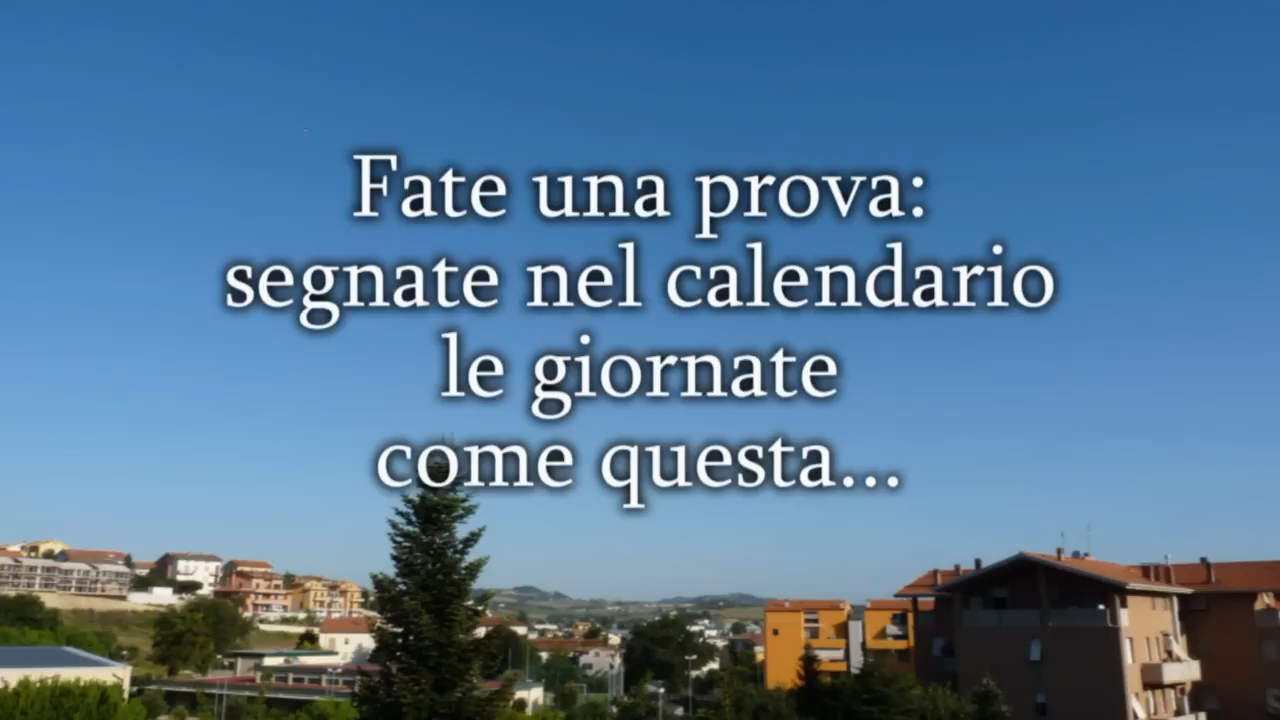 Fate una prova:
segnate nel calendario
le giornate
come questa...